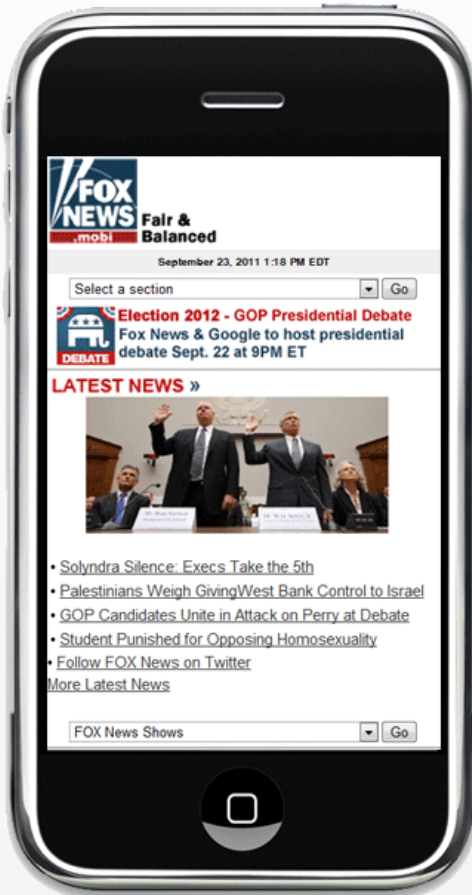 FOX
NEWS
.mobi
Fair &
Balanced
September 23, 2011 1:18 PM EDT
Select a section
Go
Election 2012 - GOP Presidential Debate
Fox News & Google to host presidential
debate Sept. 22 at 9PM ET
DEBATE
LATEST NEWS »
• Solyndra Silence: Execs Take the 5th
• Palestinians Weigh GivingWest Bank Control to Israel
• GOP Candidates Unite in Attack on Perry at Debate
• Student Punished for Opposing Homosexuality
• Follow FOX News on Twitter
More Latest News
FOX News Shows
Go